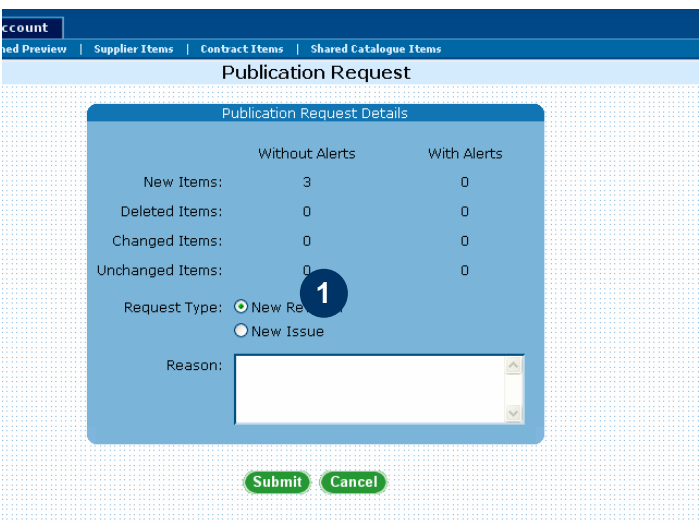 ccount
ned Preview | Supplier Items | Contract Items | Shared Catalogue Items
Publication Request
Publication Request Details
Without Alerts With Alerts
New Items: 3 0
Deleted Items: 0 0
Changed Items: 0 0
Unchanged Items: 0 0
1
Request Type: New Re
New Issue
Reason:
Submit Cancel